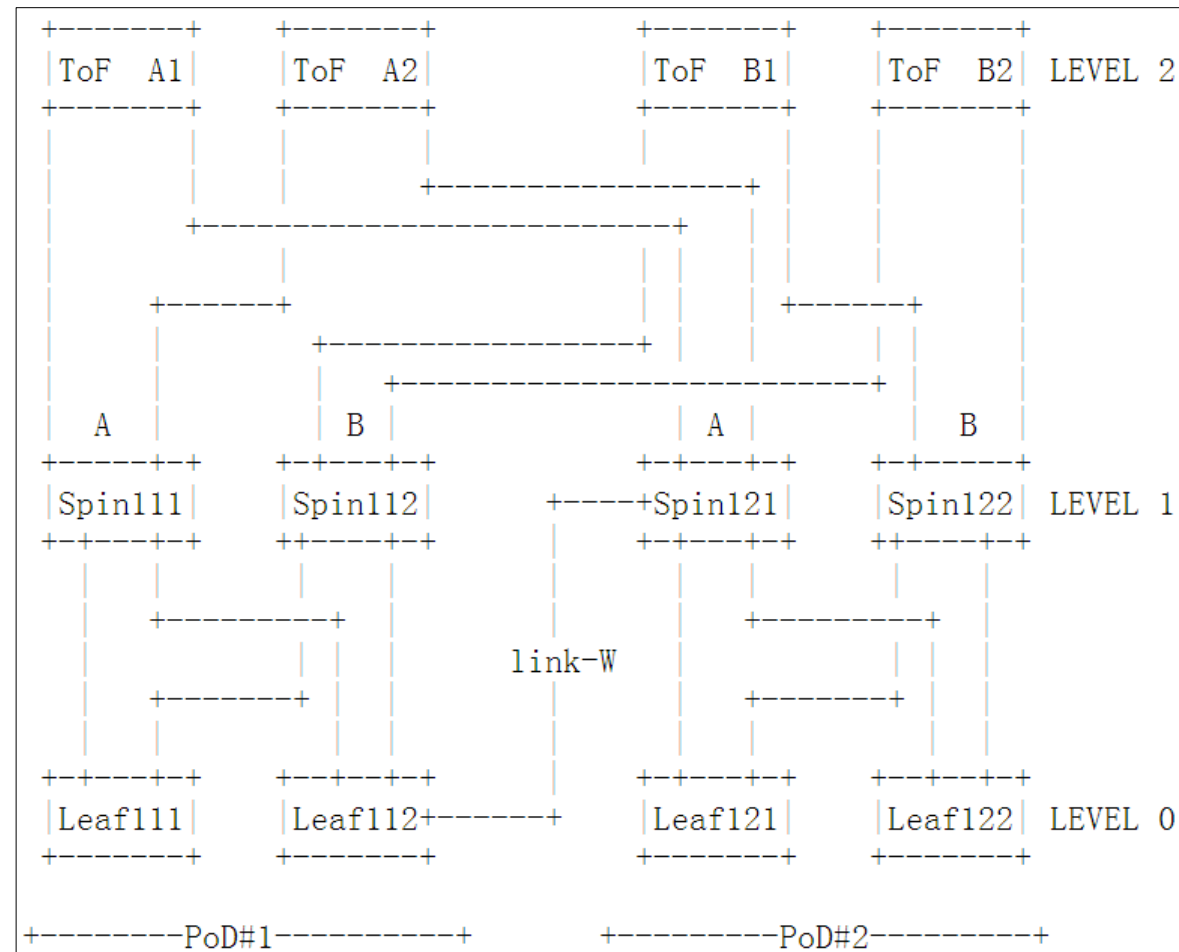 ToF A1 ToF A2 ToF B1 ToF B2 LEVEL 2
A B A B
Spin111 Spin112 Spin121 Spin122 LEVEL 1
link-W
Leaf111 Leaf112 Leaf121 Leaf122 LEVEL 0
PoD#1 PoD#2